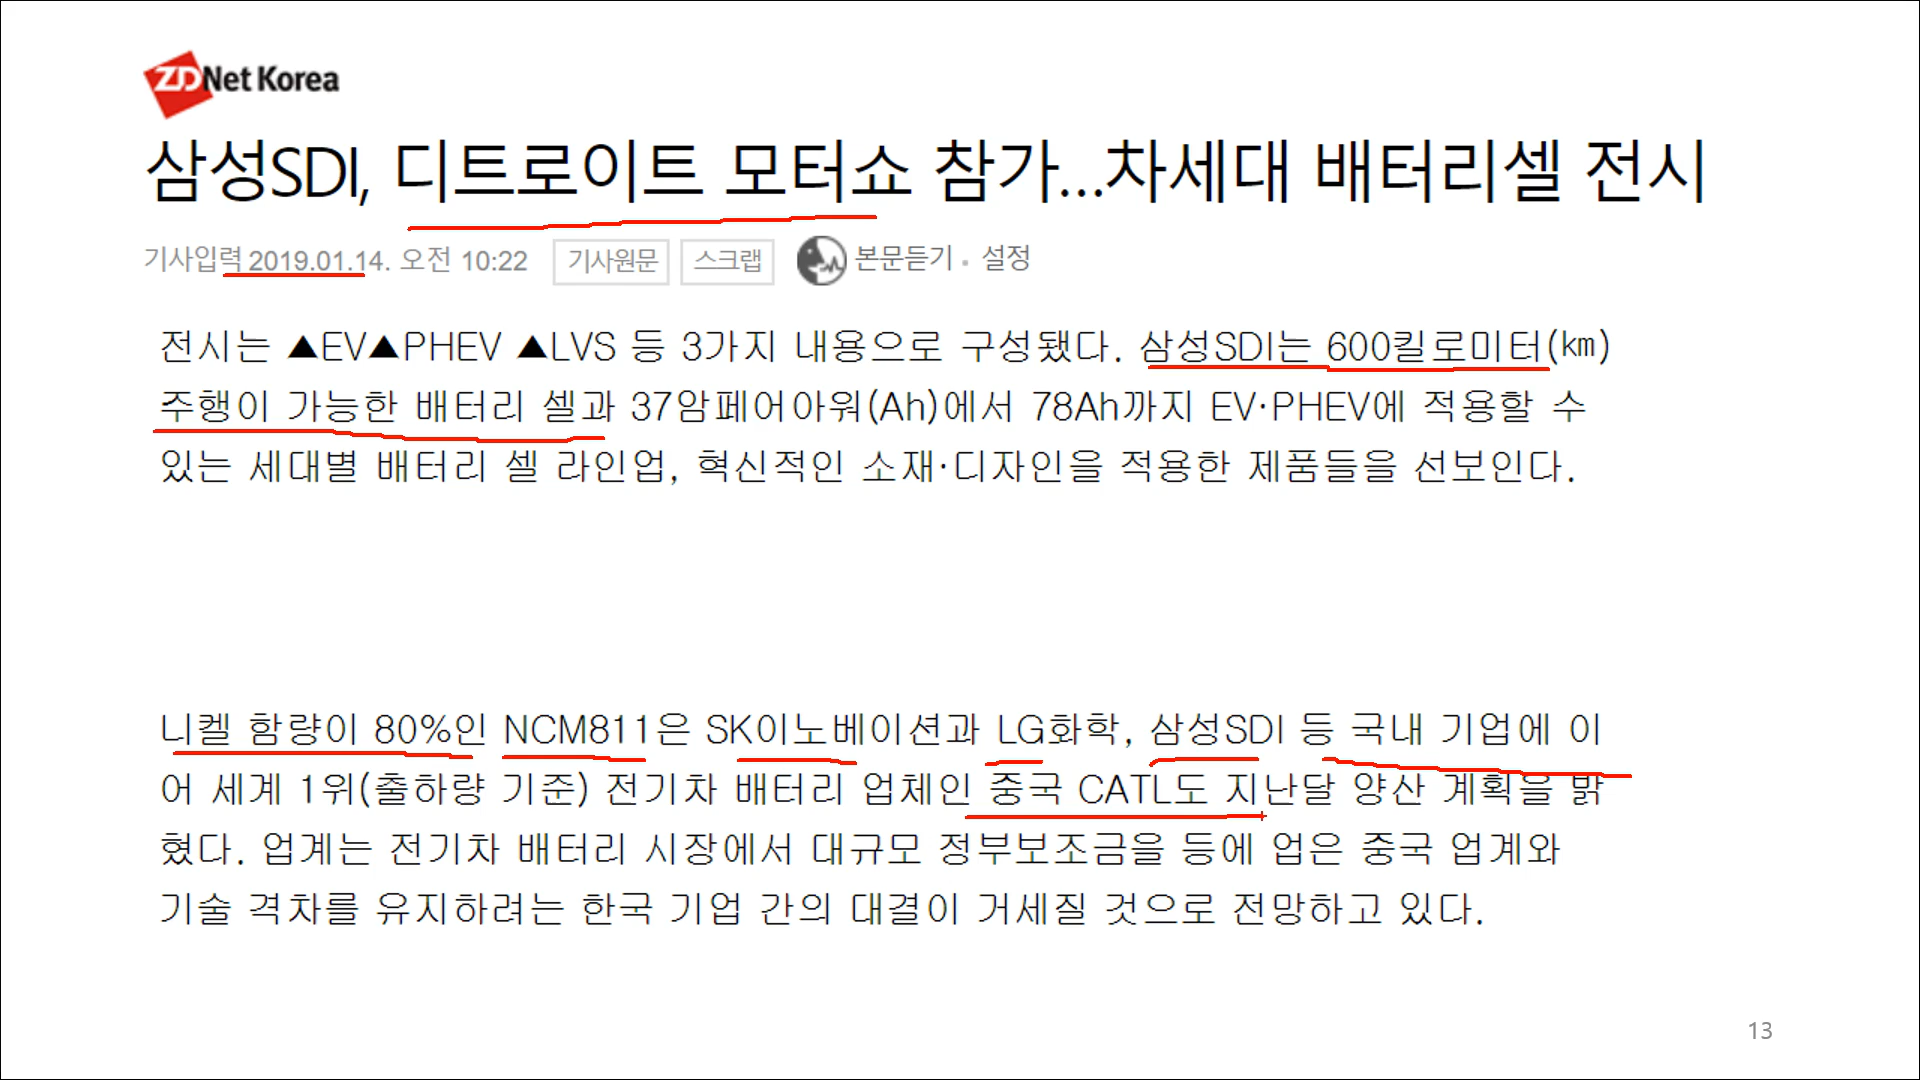 ZDNet Korea
삼성SDI, 디트로이트 모터쇼 참가...차세대 배터리셀 전시
기사입력 2019.01.14. 오전 10:22 기사원문 스크랩 본문듣기 · 설정
전시는 ▲EV▲PHEV ▲LVS 등 3가지 내용으로 구성됐다. 삼성SDI는 600킬로미터(㎞)
주행이 가능한 배터리 셀과 37암페어아워(Ah)에서 78Ah까지 EV·PHEV에 적용할 수
있는 세대별 배터리 셀 라인업, 혁신적인 소재·디자인을 적용한 제품들을 선보인다.
니켈 함량이 80%인 NCM811은 SK이노베이션과 LG화학, 삼성SDI 등 국내 기업에 이
어 세계 1위(출하량 기준) 전기차 배터리 업체인 중국 CATL도 지난달 양산 계획을 밝
혔다. 업계는 전기차 배터리 시장에서 대규모 정부보조금을 등에 업은 중국 업계와
기술 격차를 유지하려는 한국 기업 간의 대결이 거세질 것으로 전망하고 있다.
13